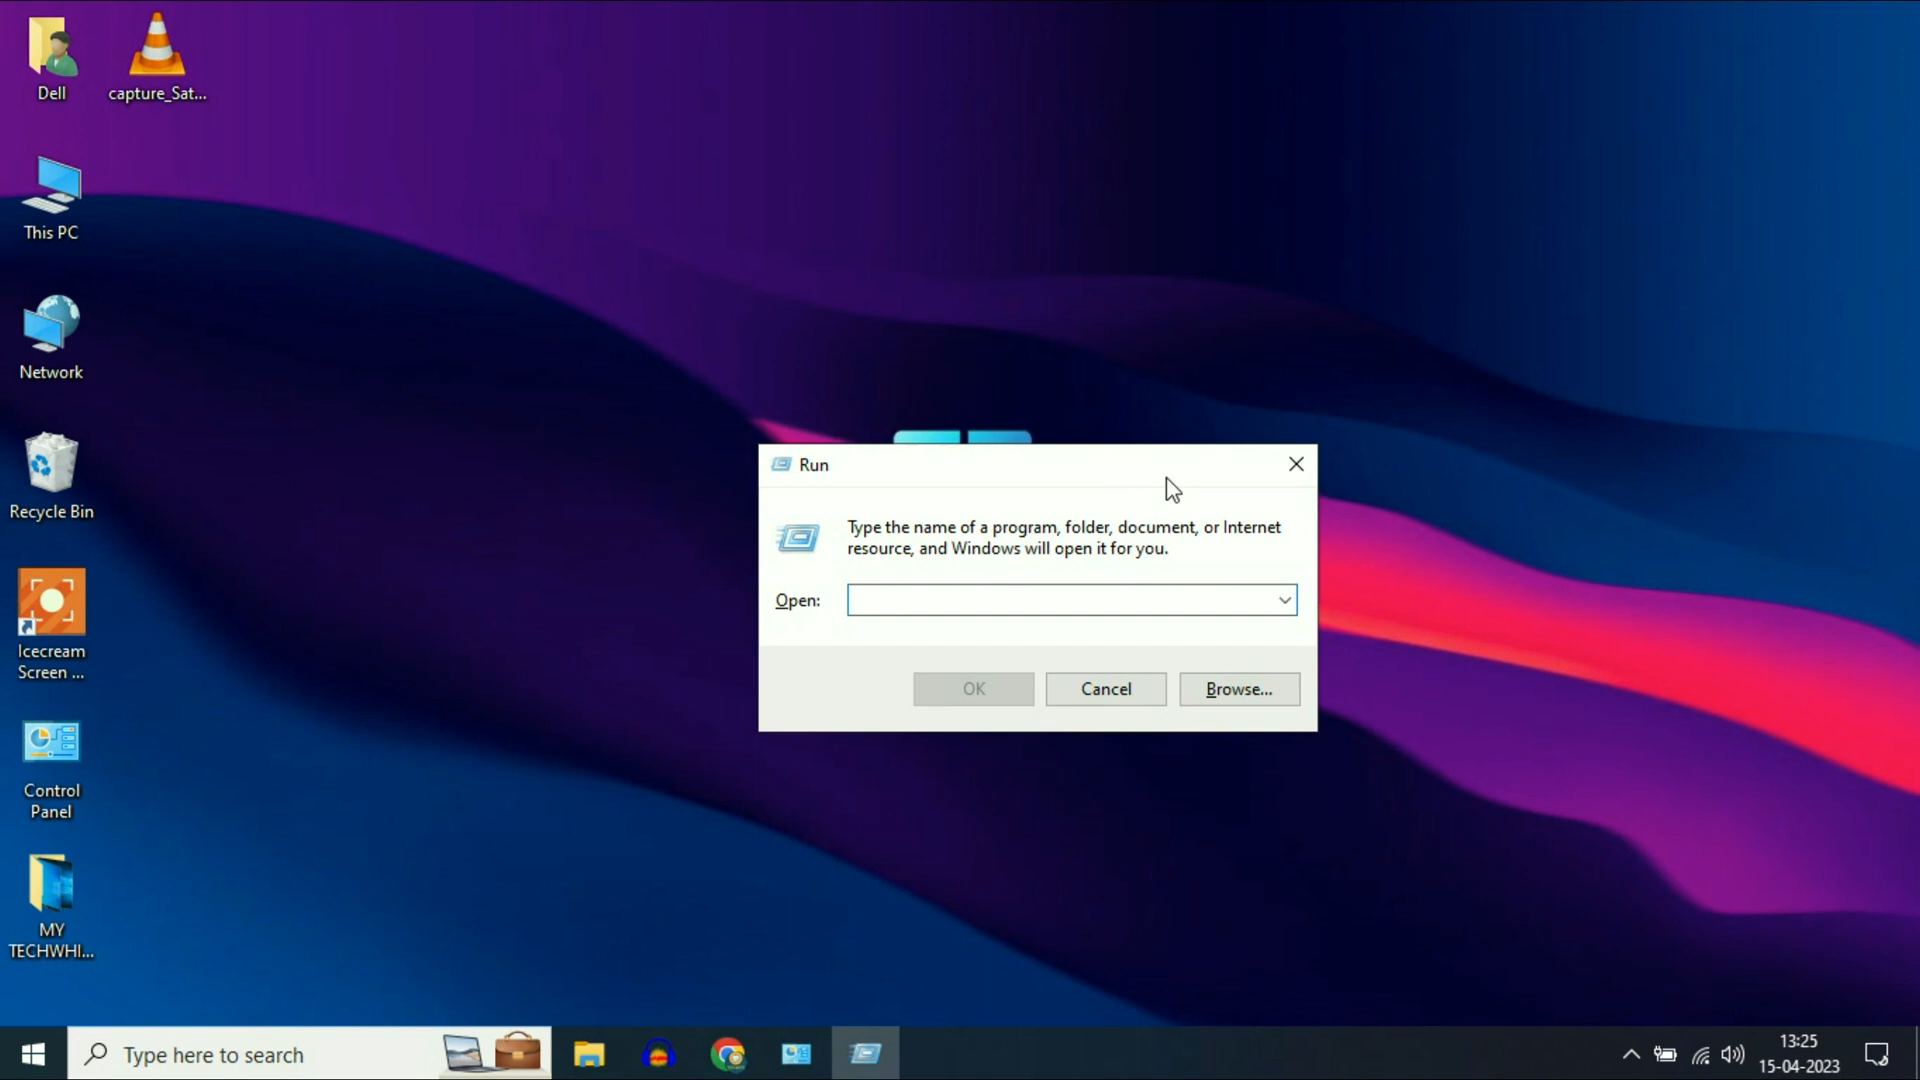 Dell
capture_Sat...
This PC
Network
Recycle Bin
Icecream
Screen ...
Control
Panel
MY
TECHWHI...
Run
Type the name of a program, folder, document, or Internet
resource, and Windows will open it for you.
Open:
OK
Cancel
Browse...
Type here to search
13:25
15-04-2023